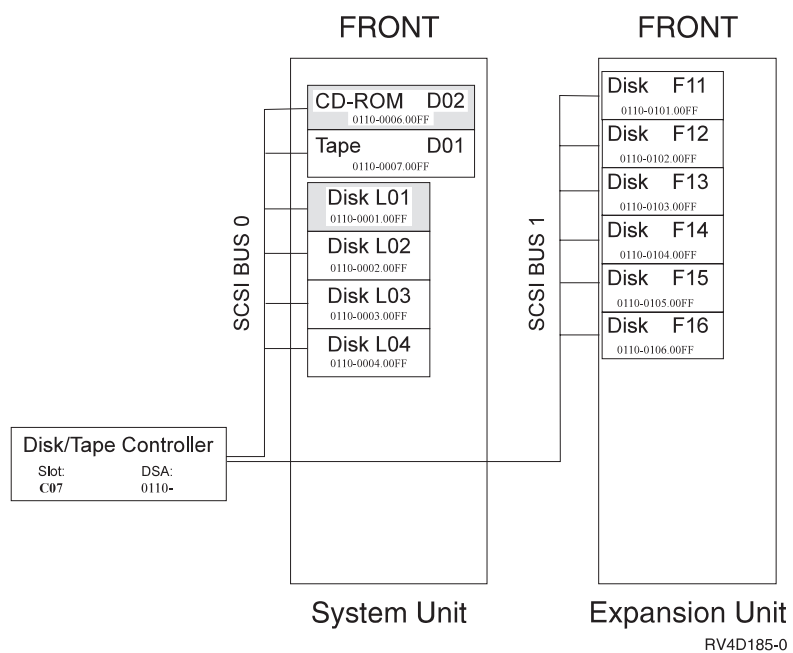 FRONT
FRONT
CD-ROM D02
0110-0006.00FF
Tape D01
0110-0007.00FF
Disk L01
0110-0001.00FF
Disk L02
0110-0002.00FF
Disk L03
0110-0003.00FF
Disk L04
0110-0004.00FF
SCSI BUS 0
Disk F11
0110-0101.00FF
Disk F12
0110-0102.00FF
Disk F13
0110-0103.00FF
Disk F14
0110-0104.00FF
Disk F15
0110-0105.00FF
Disk F16
0110-0106.00FF
SCSI BUS 1
Disk/Tape Controller
Slot: DSA:
C07 0110-
System Unit
Expansion Unit
RV4D185-0